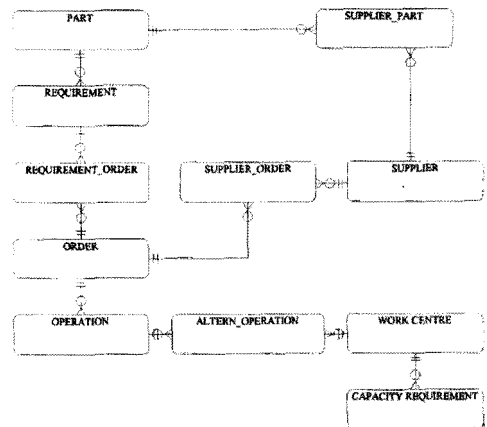 PART
SUPPLIER_PART
REQUIREMENT
REQUIREMENT_ORDER
SUPPLIER_ORDER
SUPPLIER
ORDER
OPERATION
ALTERN_OPERATION
WORK CENTRE
CAPACITY REQUIREMENT